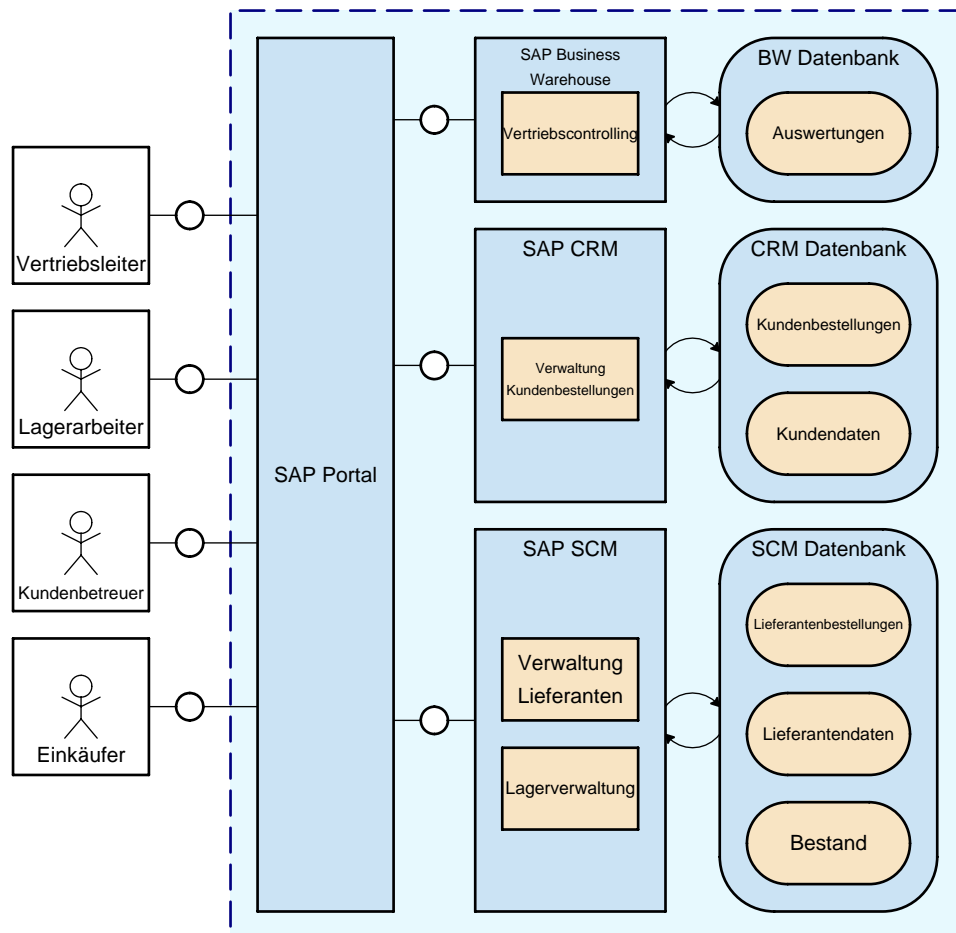 Vertriebsleiter
Lagerarbeiter
Kundenbetreuer
Einkäufer
SAP Portal
SAP Business
Warehouse
Vertriebscontrolling
BW Datenbank
Auswertungen
SAP CRM
Verwaltung
Kundenbestellungen
CRM Datenbank
Kundenbestellungen
Kundendaten
SAP SCM
Verwaltung
Lieferanten
Lagerverwaltung
SCM Datenbank
Lieferantenbestellungen
Lieferantendaten
Bestand